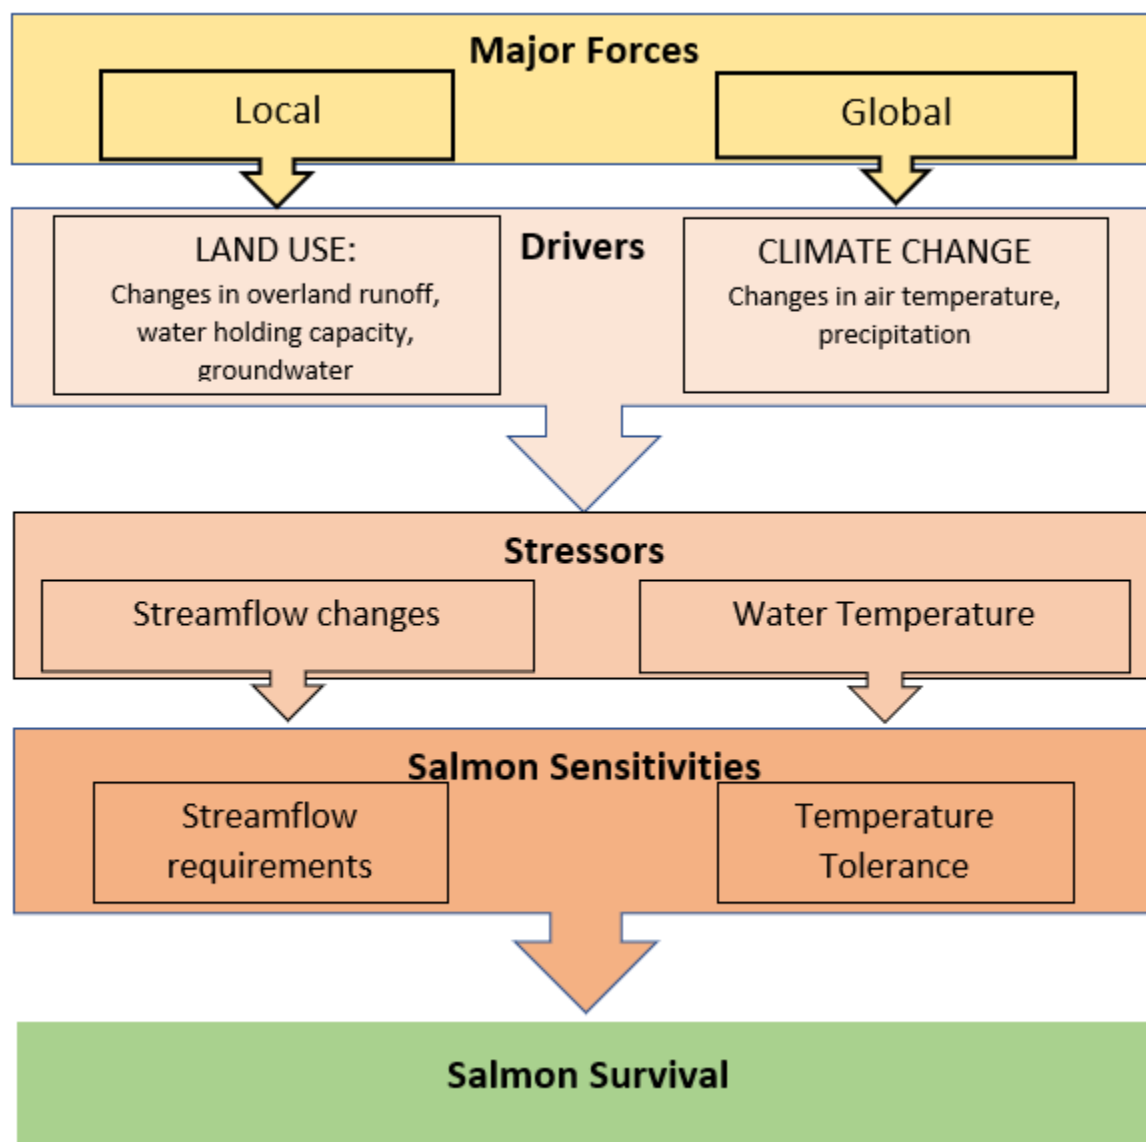 Major Forces
Local
Global
Drivers
LAND USE:
Changes in overland runoff,
water holding capacity,
groundwater
CLIMATE CHANGE
Changes in air temperature,
precipitation
Stressors
Streamflow changes
Water Temperature
Salmon Sensitivities
Streamflow
requirements
Temperature
Tolerance
Salmon Survival